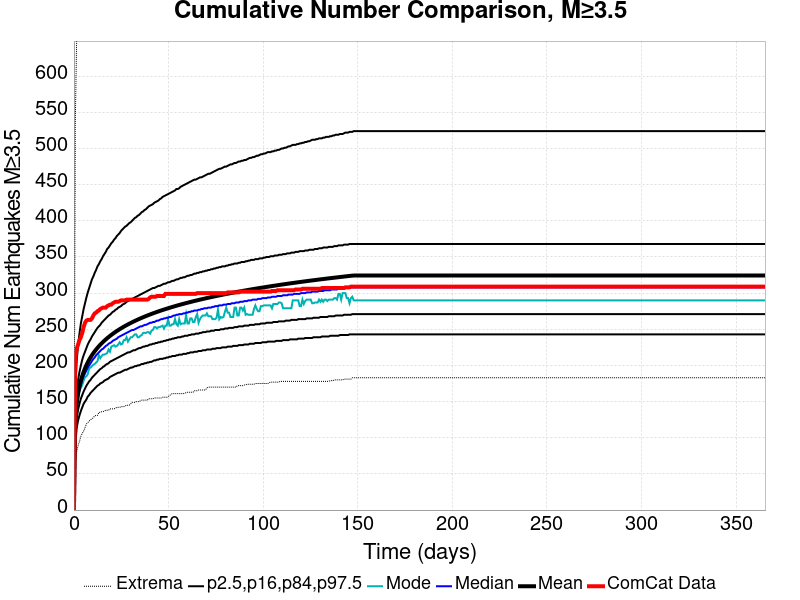 Cumulative Number Comparison, M≥3.5
Cumulative Num Earthquakes M≥3.5
600
550
500
450
400
350
300
250
200
150
100
50
0
0 50 100 150 200 250 300 350
Time (days)
Extrema p2.5,p16,p84,p97.5 Mode Median Mean ComCat Data